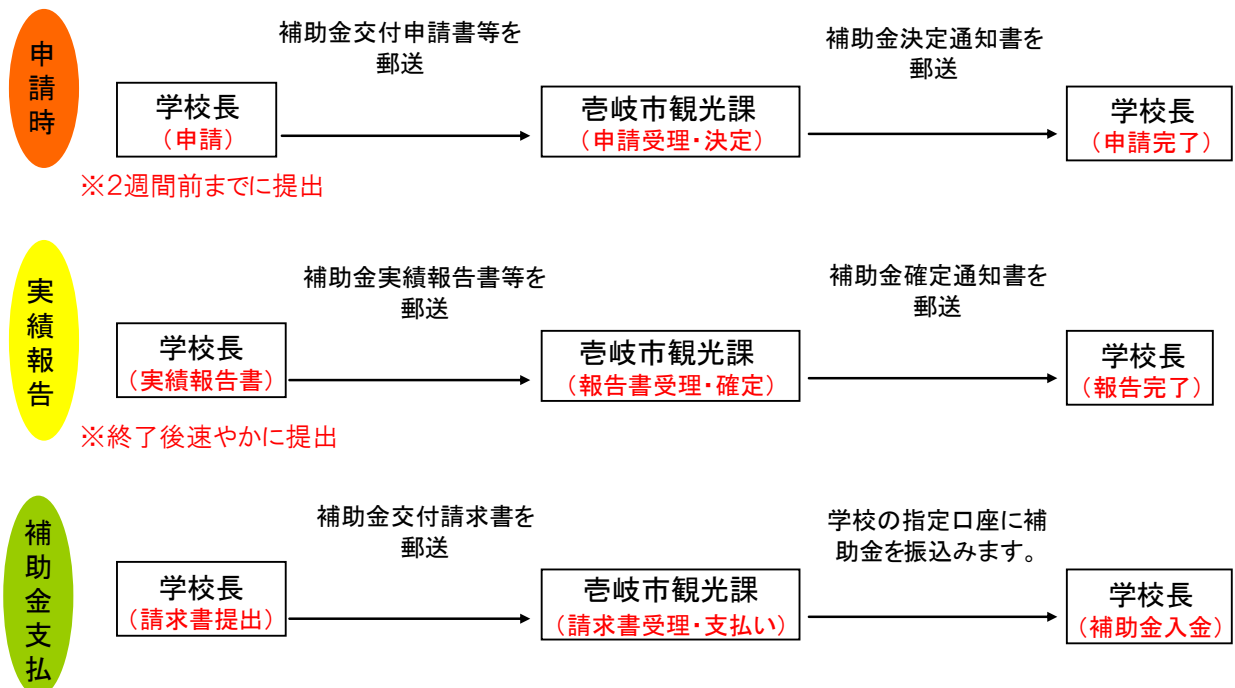 申請時
補助金交付申請書等を
郵送
補助金決定通知書を
郵送
学校長
（申請）
壱岐市観光課
（申請受理・決定）
学校長
（申請完了）
※2週間前までに提出
実績報告
補助金実績報告書等を
郵送
補助金確定通知書を
郵送
学校長
（実績報告書）
壱岐市観光課
（報告書受理・確定）
学校長
（報告完了）
※終了後速やかに提出
補助金支払
補助金交付請求書を
郵送
学校の指定口座に補
助金を振込みます。
学校長
（請求書提出）
壱岐市観光課
（請求書受理・支払い）
学校長
（補助金入金）